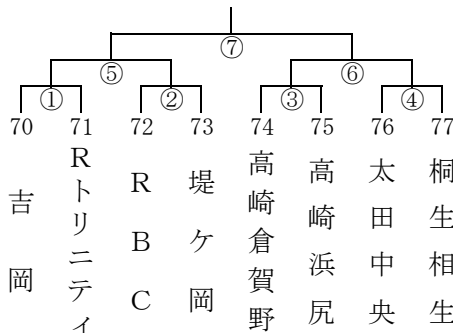 ⑦
⑤ ⑥
① ② ③ ④
70 71 72 73 74 75 76 77
吉岡
Rトリニティ
RBC
堤ケ岡
高崎倉賀野
高崎浜尻
太田中央
桐生相生